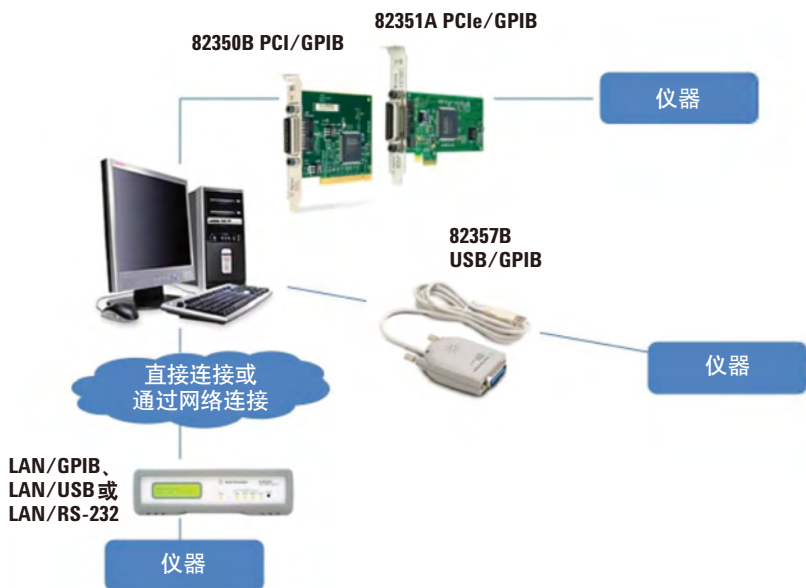 82350B PCI/GPIB
82351A PCIe/GPIB
仪器
82357B
USB/GPIB
仪器
直接连接或
通过网络连接
LAN/GPIB、
LAN/USB或
LAN/RS-232
仪器